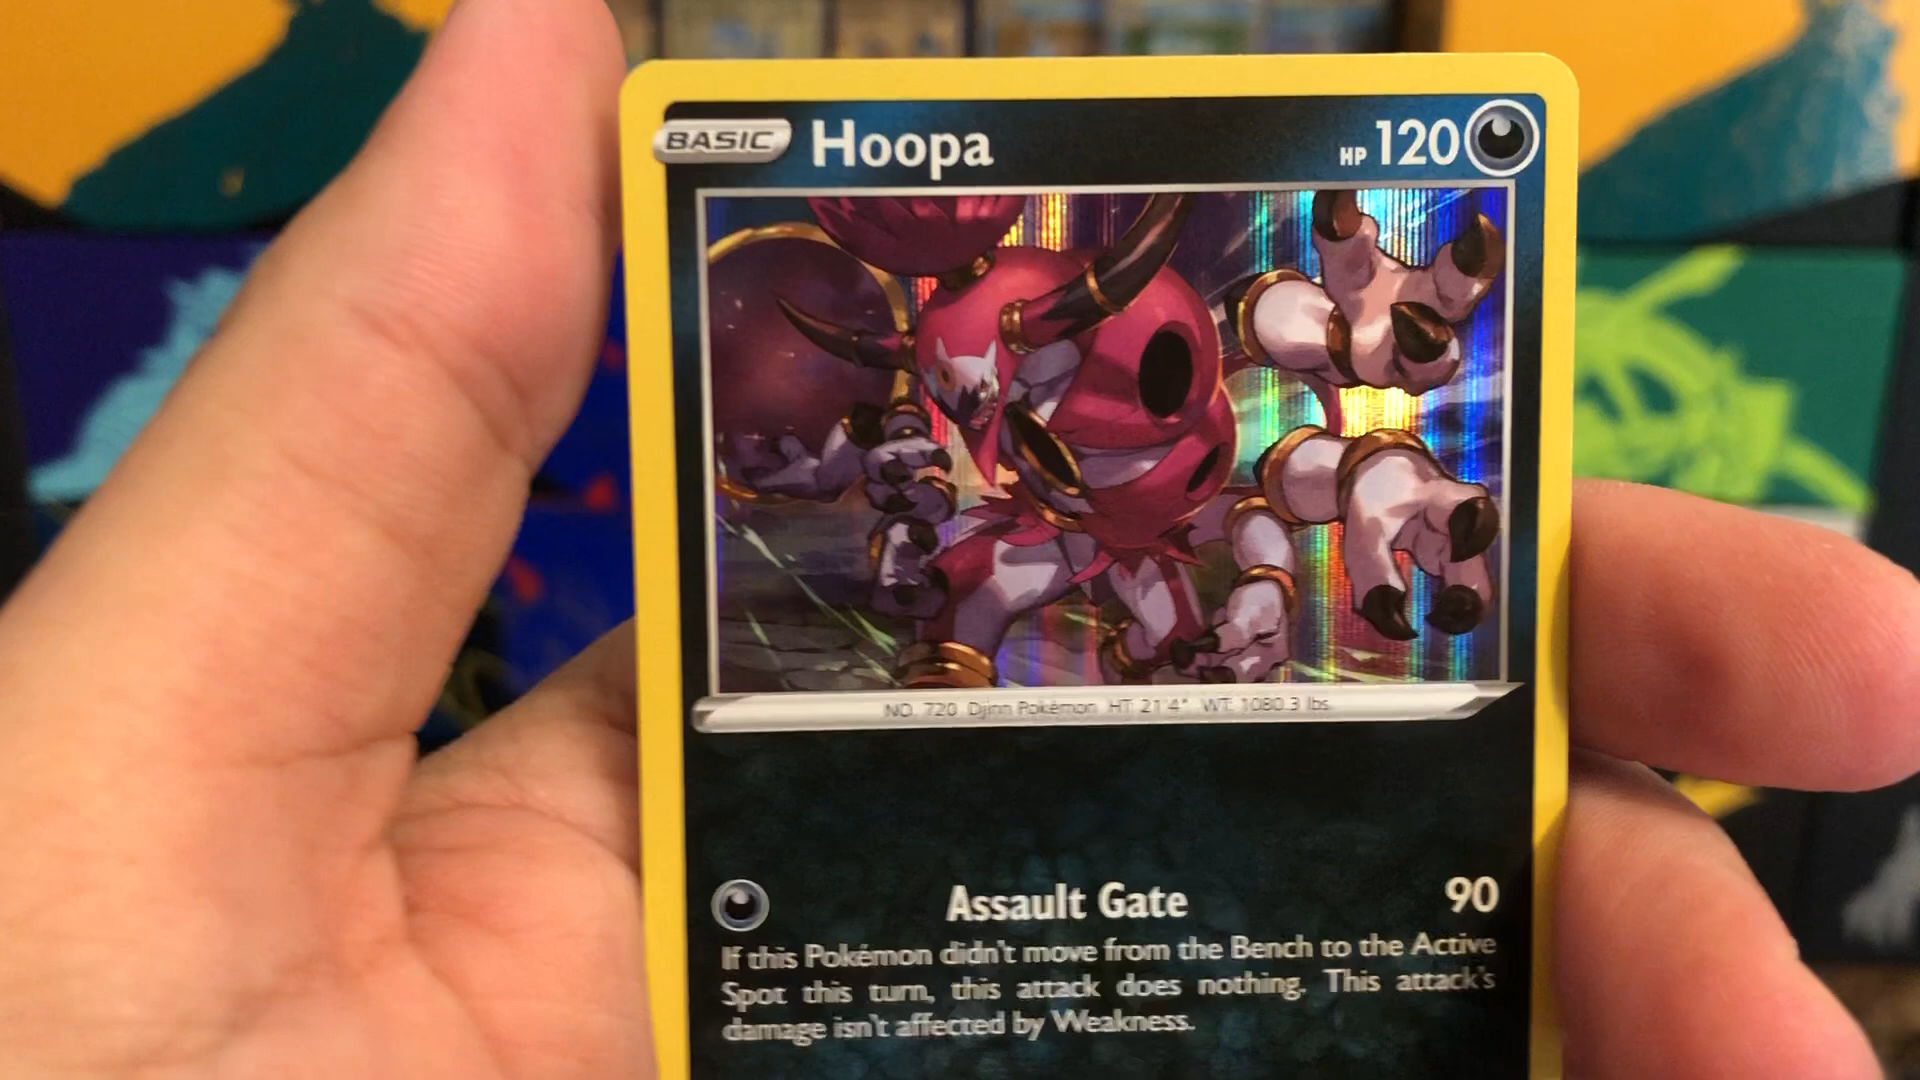 BASIC Hoopa HP 120
NO. 720 Djinn Pokémon HT: 21'4" WT: 1080.3 lbs.
Assault Gate 90
If this Pokémon didn't move from the Bench to the Active
Spot this turn, this attack does nothing. This attack's
damage isn't affected by Weakness.